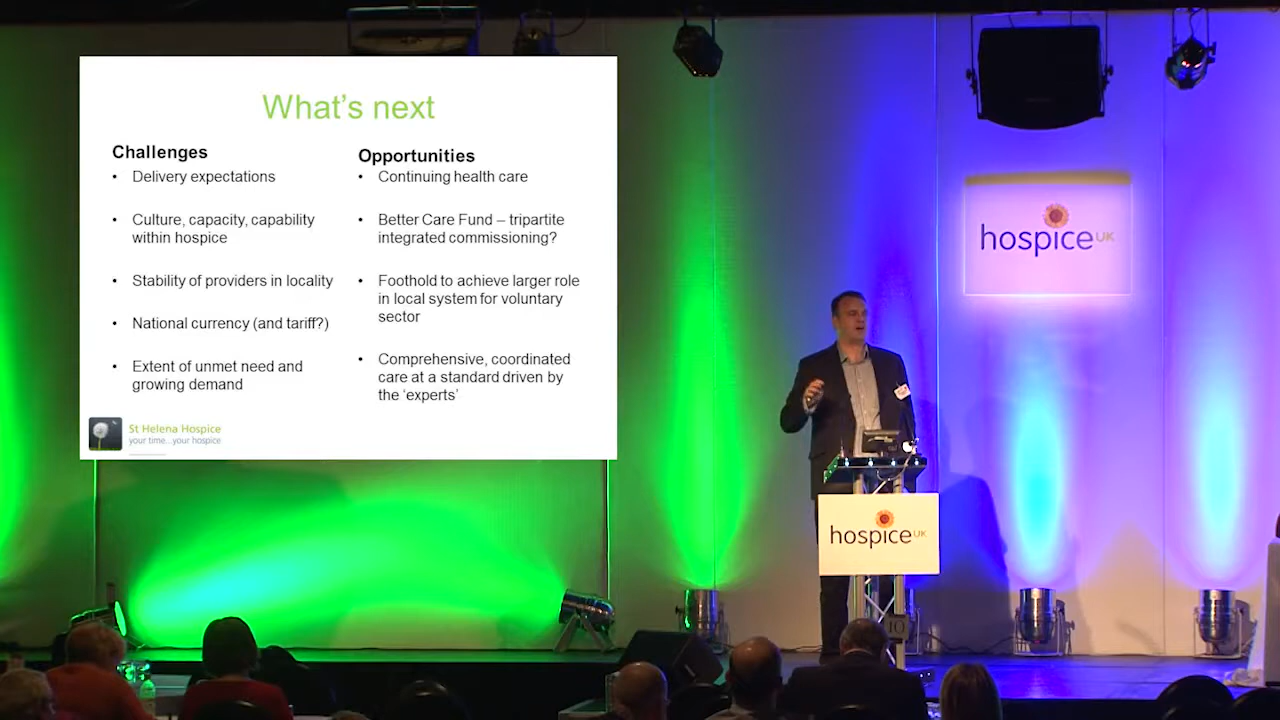 What's next
Challenges
• Delivery expectations
• Culture, capacity, capability
within hospice
• Stability of providers in locality
• National currency (and tariff?)
• Extent of unmet need and
growing demand
Opportunities
• Continuing health care
• Better Care Fund – tripartite
integrated commissioning?
• Foothold to achieve larger role
in local system for voluntary
sector
• Comprehensive, coordinated
care at a standard driven by
the 'experts'
St Helena Hospice
your time...your hospice
hospice UK
hospice UK
10